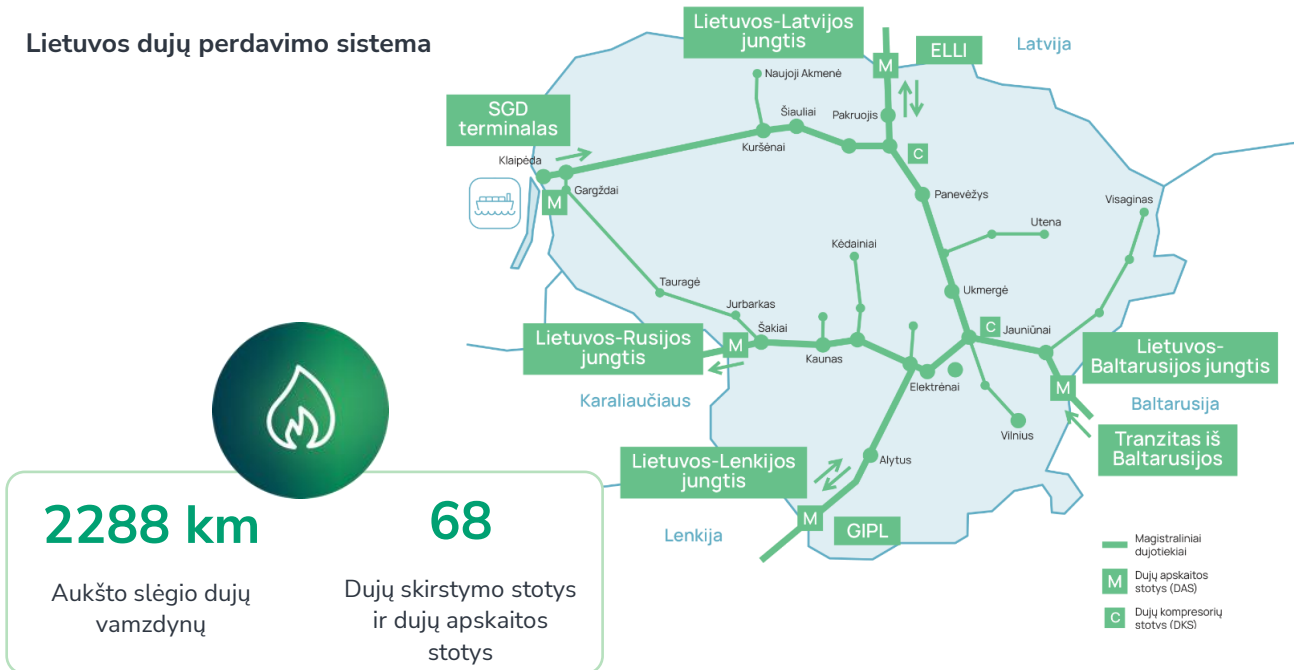 Lietuvos dujų perdavimo sistema
Lietuvos-Latvijos
jungtis
M
ELLI
Latvija
Naujoji Akmenė
SGD
terminalas
Šiauliai
Pakruojis
Kuršėnai
C
Klaipėda
Gargždai
M
Panevėžys
Visaginas
Utena
Kėdainiai
Tauragė
Ukmergė
Jurbarkas
Šakiai
C
Jauniūnai
Lietuvos-Rusijos
jungtis
M
Kaunas
Elektrėnai
Lietuvos-
Baltarusijos jungtis
M
Karaliaučiaus
Baltarusija
Vilnius
Tranzitas iš
Baltarusijos
Lietuvos-Lenkijos
jungtis
Alytus
M
GIPL
Lenkija
2288 km
Aukšto slėgio dujų
vamzdynų
68
Dujų skirstymo stotys
ir dujų apskaitos
stotys
Magistraliniai
dujotiekiai
M
Dujų apskaitos
stotys (DAS)
C
Dujų kompresorių
stotys (DKS)